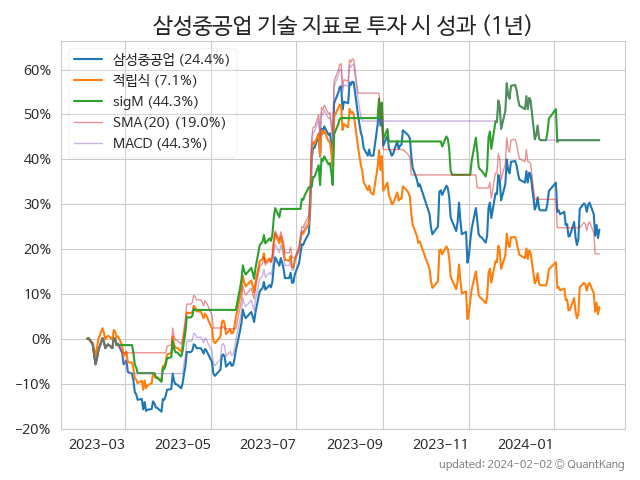 삼성중공업 기술 지표로 투자 시 성과 (1년)
삼성중공업 (24.4%)
적립식 (7.1%)
sigM (44.3%)
SMA(20) (19.0%)
MACD (44.3%)
60%
50%
40%
30%
20%
10%
0%
−10%
−20%
2023-03
2023-05
2023-07
2023-09
2023-11
2024-01
updated: 2024-02-02 © QuantKang